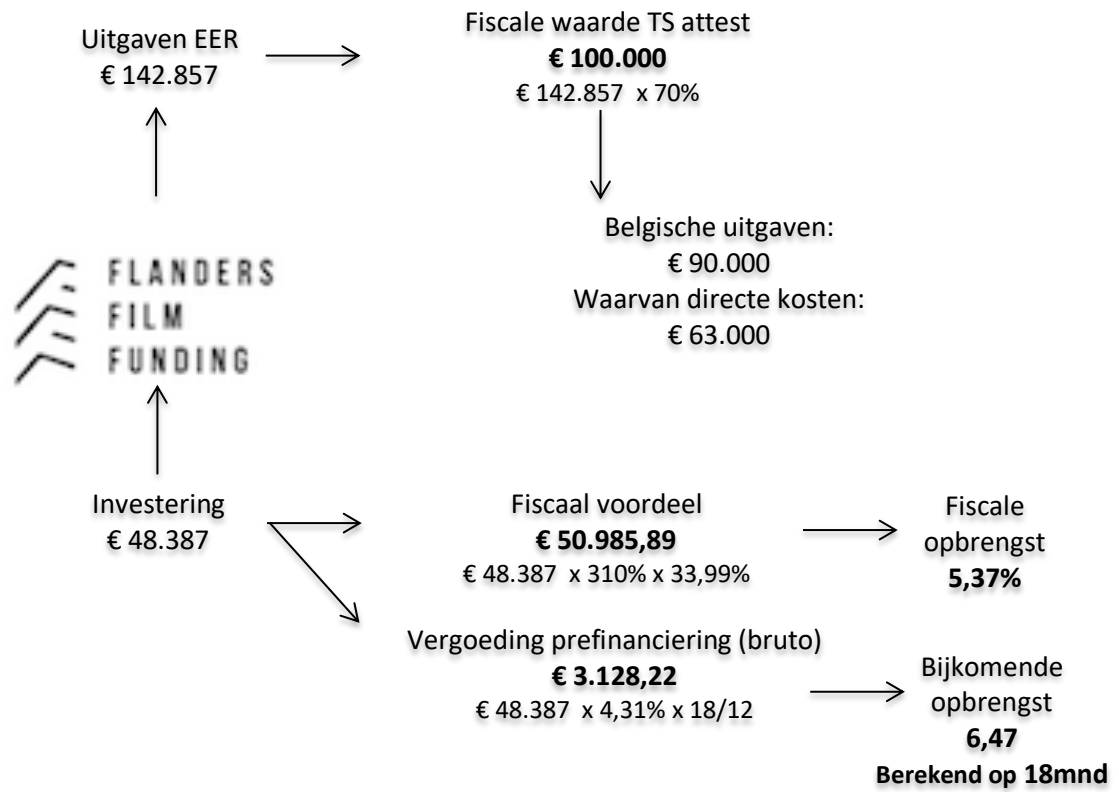 Uitgaven EER
€ 142.857
Fiscale waarde TS attest
€ 100.000
€ 142.857 x 70%
Belgische uitgaven:
€ 90.000
Waarvan directe kosten:
€ 63.000
FLANDERS
FILM
FUNDING
Investering
€ 48.387
Fiscaal voordeel
€ 50.985,89
€ 48.387 x 310% x 33,99%
Fiscale
opbrengst
5,37%
Vergoeding prefinanciering (bruto)
€ 3.128,22
€ 48.387 x 4,31% x 18/12
Bijkomende
opbrengst
6,47
Berekend op 18mnd